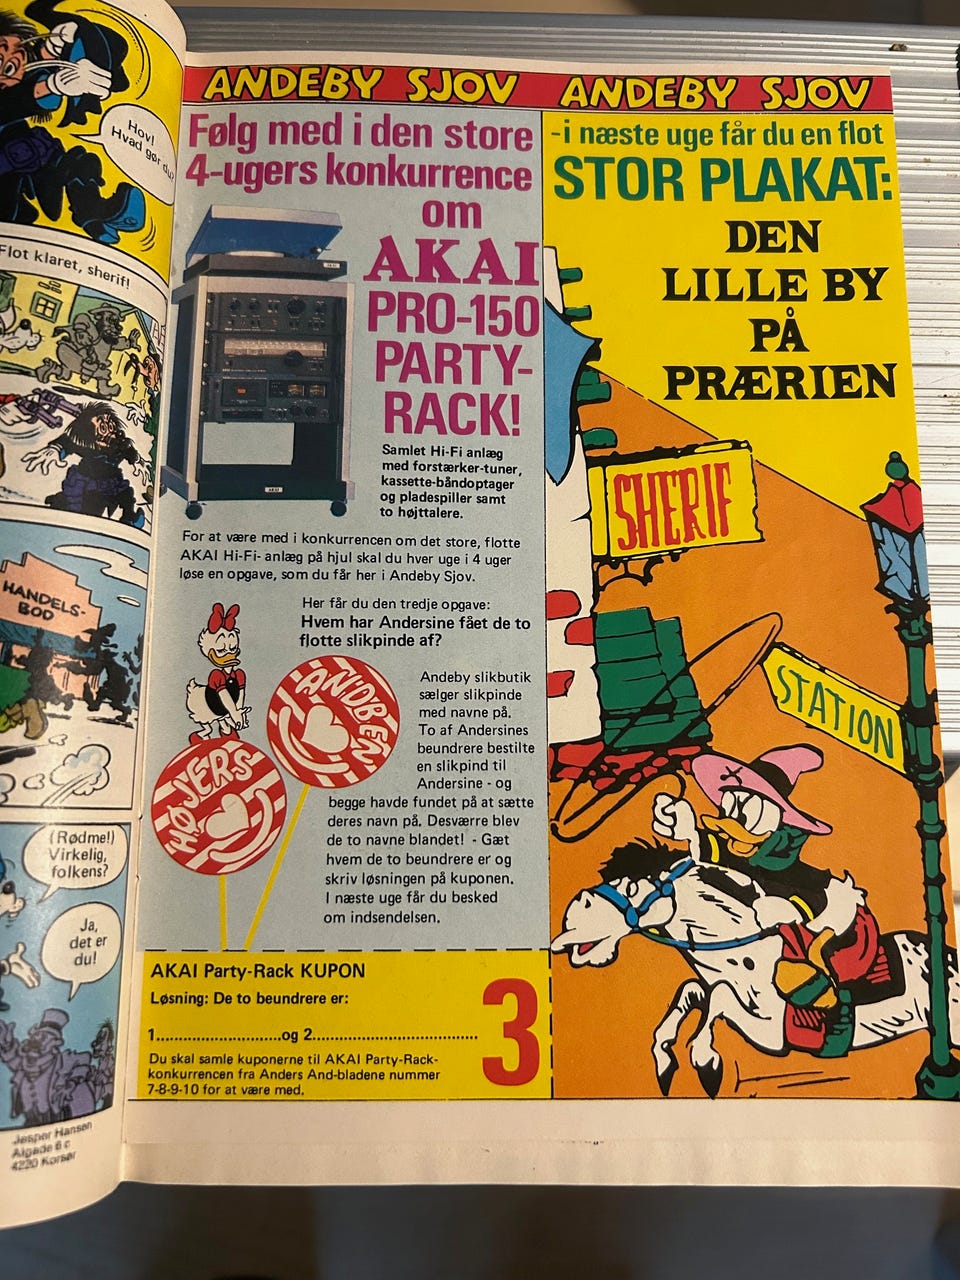 Hov!
Hvad gør du?
Flot klaret, sherif!
HANDELS-
BOD
(Rødme!)
Virkelig,
folkens?
Ja,
det er
du!
Jesper Hansen
Algade 6 c
4220 Korsør
ANDEBY SJOV
Følg med i den store
4-ugers konkurrence
om
AKAI
PRO-150
PARTY-
RACK!
Samlet Hi-Fi anlæg
med forstærker-tuner,
kassette-båndoptager
og pladespiller samt
to højttalere.
For at være med i konkurrencen om det store, flotte
AKAI Hi-Fi- anlæg på hjul skal du hver uge i 4 uger
løse en opgave, som du får her i Andeby Sjov.
Her får du den tredje opgave:
Hvem har Andersine fået de to
flotte slikpinde af?
ANDBEN
HØJERS
Andeby slikbutik
sælger slikpinde
med navne på.
To af Andersines
beundrere bestilte
en slikpind til
Andersine - og
begge havde fundet på at sætte
deres navn på. Desværre blev
de to navne blandet! - Gæt
hvem de to beundrere er og
skriv løsningen på kuponen.
I næste uge får du besked
om indsendelsen.
AKAI Party-Rack KUPON
Løsning: De to beundrere er:
1............................og 2.....................................
3
Du skal samle kuponerne til AKAI Party-Rack-
konkurrencen fra Anders And-bladene nummer
7-8-9-10 for at være med.
ANDEBY SJOV
-i næste uge får du en flot
STOR PLAKAT:
DEN
LILLE BY
PÅ
PRÆRIEN
SHERIF
STATION